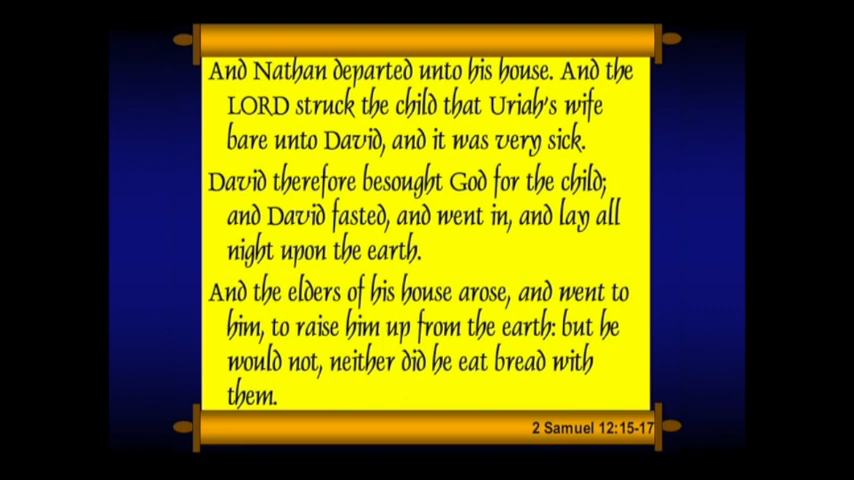 And Nathan departed unto his house. And the
LORD struck the child that Uriah's wife
bare unto David, and it was very sick.
David therefore besought God for the child;
and David fasted, and went in, and lay all
night upon the earth.
And the elders of his house arose, and went to
him, to raise him up from the earth: but he
would not, neither did he eat bread with
them.
2 Samuel 12:15-17